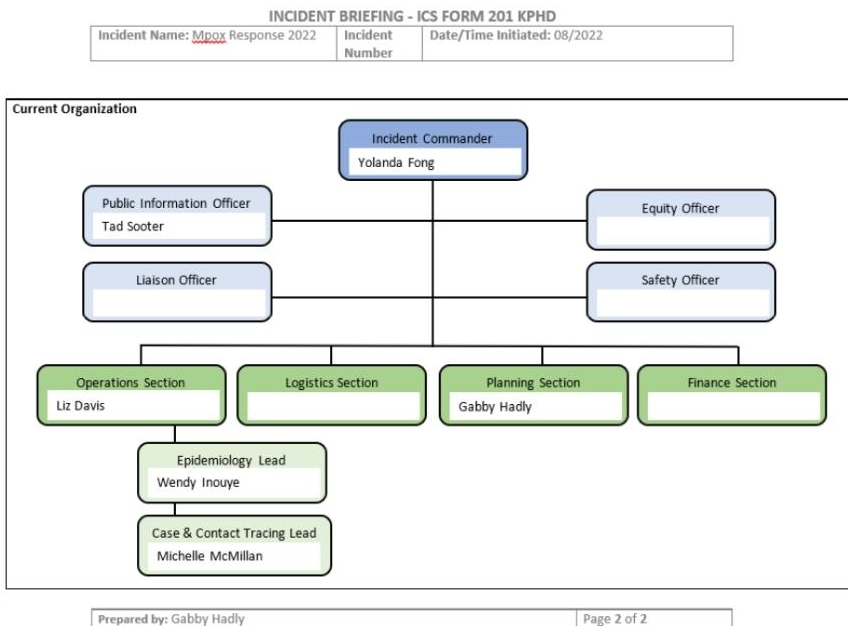 INCIDENT BRIEFING - ICS FORM 201 KPHD
Incident Name: Mpox Response 2022
Incident Number
Date/Time Initiated: 08/2022
Current Organization
Incident Commander
Yolanda Fong
Public Information Officer
Tad Sooter
Equity Officer
Liaison Officer
Safety Officer
Operations Section
Liz Davis
Logistics Section
Planning Section
Gabby Hadly
Finance Section
Epidemiology Lead
Wendy Inouye
Case & Contact Tracing Lead
Michelle McMillan
Prepared by: Gabby Hadly
Page 2 of 2